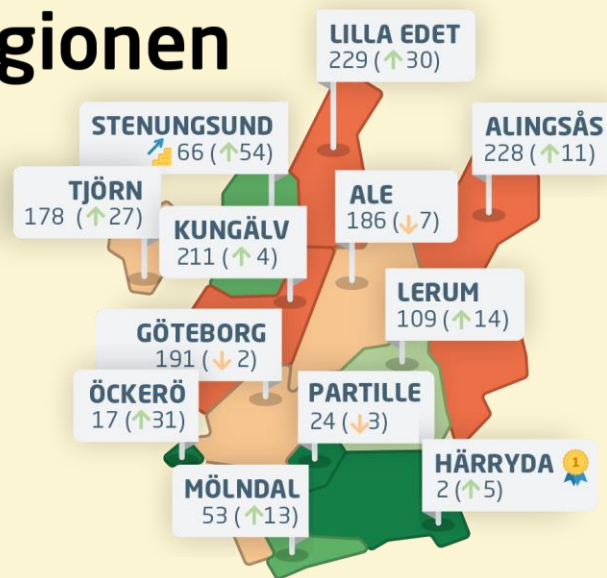 gionen
LILLA EDET
229 (↑30)
STENUNGSUND
66 (↑54)
ALINGSÅS
228 (↑11)
TJÖRN
178 (↑27)
ALE
186 (↓7)
KUNGÄLV
211 (↑4)
LERUM
109 (↑14)
GÖTEBORG
191 (↓2)
ÖCKERÖ
17 (↑31)
PARTILLE
24 (↓3)
HÄRRYDA 1
2 (↑5)
MÖLNDAL
53 (↑13)